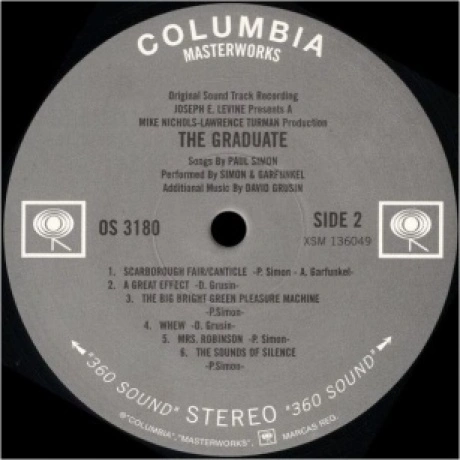 COLUMBIA
MASTERWORKS
Original Sound Track Recording
JOSEPH E. LEVINE Presents A
MIKE NICHOLS-LAWRENCE TURMAN Production
THE GRADUATE
Songs By PAUL SIMON
Performed By SIMON & GARFUNKEL
Additional Music By DAVID GRUSIN
OS 3180
SIDE 2
XSM 136049
1. SCARBOROUGH FAIR/CANTICLE -P. Simon - A. Garfunkel-
2. A GREAT EFFECT -D. Grusin-
3. THE BIG BRIGHT GREEN PLEASURE MACHINE
-P.Simon-
4. WHEW -D. Grusin-
5. MRS. ROBINSON -P. Simon-
6. THE SOUNDS OF SILENCE
-P.Simon-
"360 SOUND" STEREO "360 SOUND"
®"COLUMBIA","MASTERWORKS", MARCAS REG.